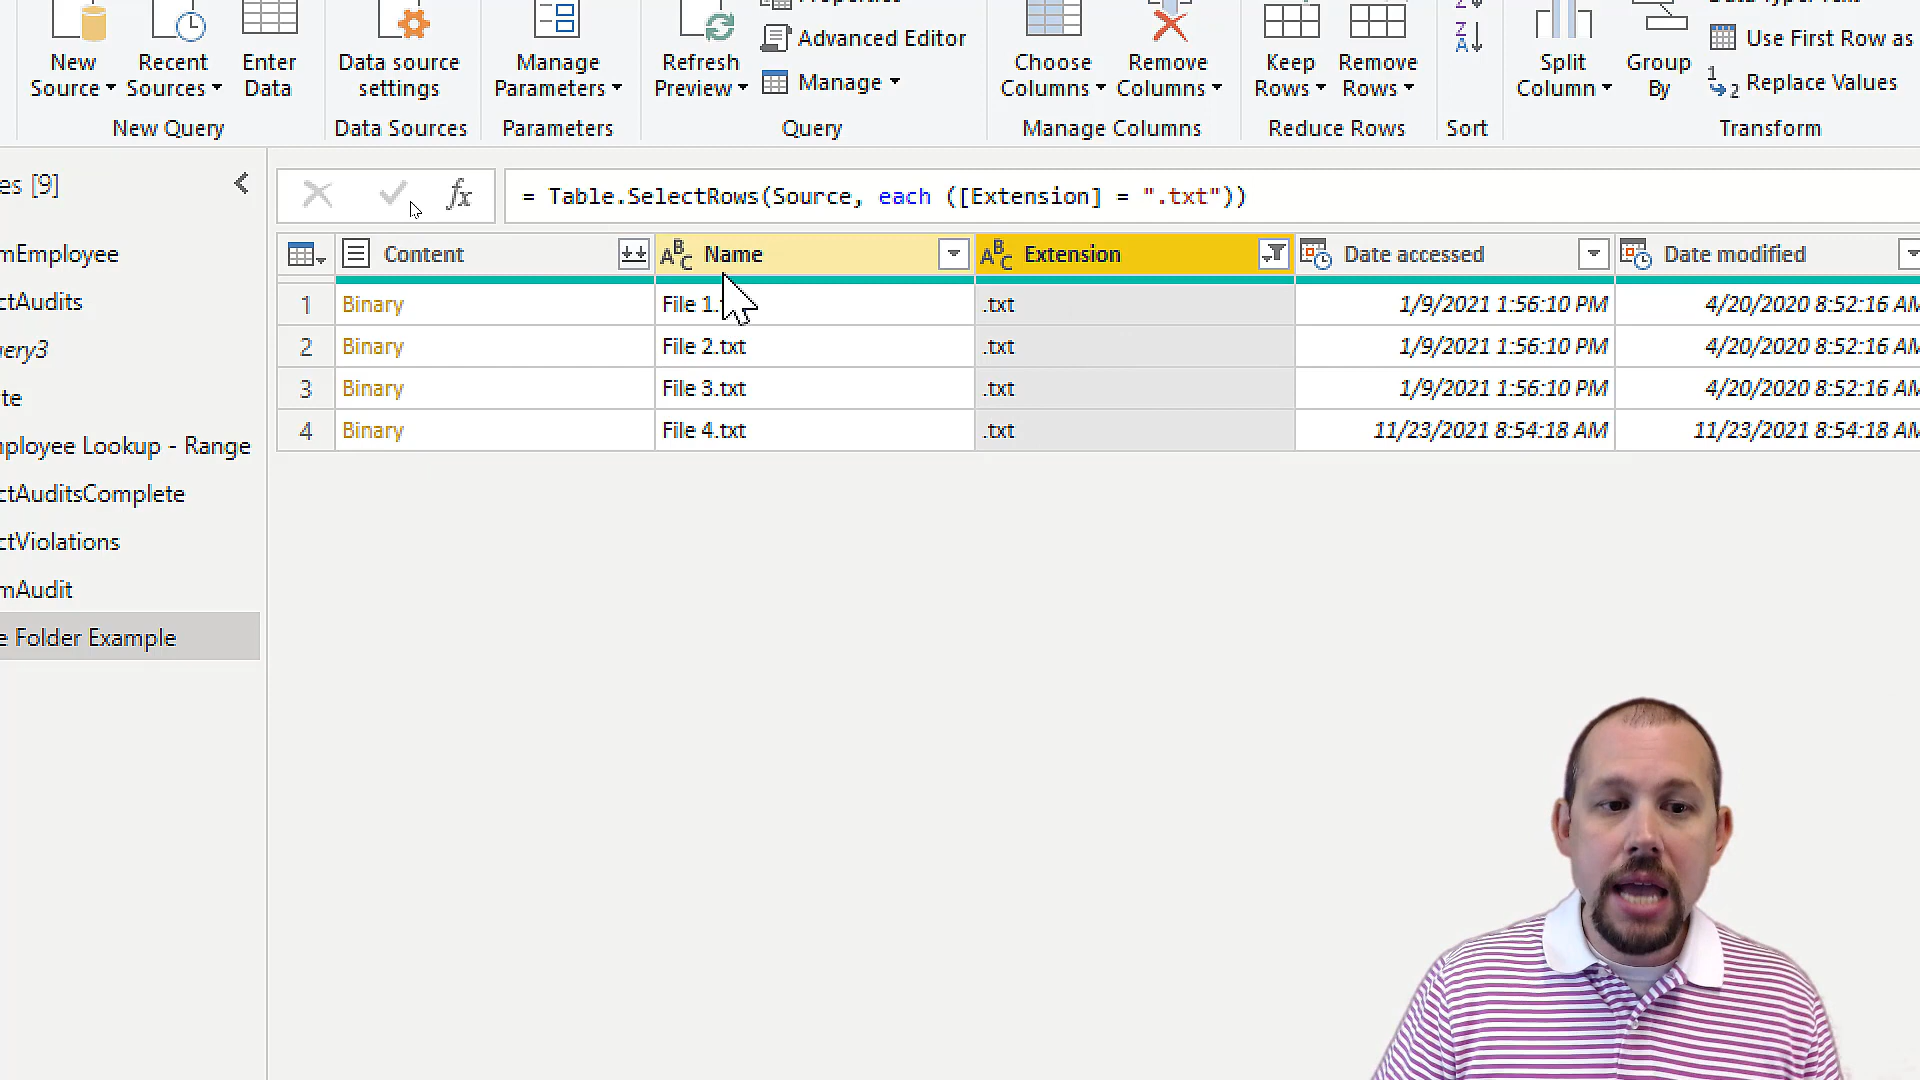 Advanced Editor
Use First Row as
New Source
Recent Sources
Enter Data
Data source settings
Manage Parameters
Refresh Preview
Manage
Choose Columns
Remove Columns
Keep Rows
Remove Rows
Split Column
Group By
Replace Values
New Query
Data Sources
Parameters
Query
Manage Columns
Reduce Rows
Sort
Transform
es [9]
fx
= Table.SelectRows(Source, each ([Extension] = ".txt"))
mEmployee
ctAudits
uery3
te
mployee Lookup - Range
ctAuditsComplete
ctViolations
mAudit
e Folder Example
Content
Name
Extension
Date accessed
Date modified
1 Binary File 1. .txt 1/9/2021 1:56:10 PM 4/20/2020 8:52:16 AM
2 Binary File 2.txt .txt 1/9/2021 1:56:10 PM 4/20/2020 8:52:16 AM
3 Binary File 3.txt .txt 1/9/2021 1:56:10 PM 4/20/2020 8:52:16 AM
4 Binary File 4.txt .txt 11/23/2021 8:54:18 AM 11/23/2021 8:54:18 AM